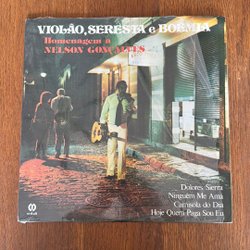 VIOLÃO, SERESTA e BOÊMIA
Homenagem a
NELSON GONÇALVES
Dolores Sierra
Ninguém Me Ama
Camisola do Dia
Hoje Quem Paga Sou Eu